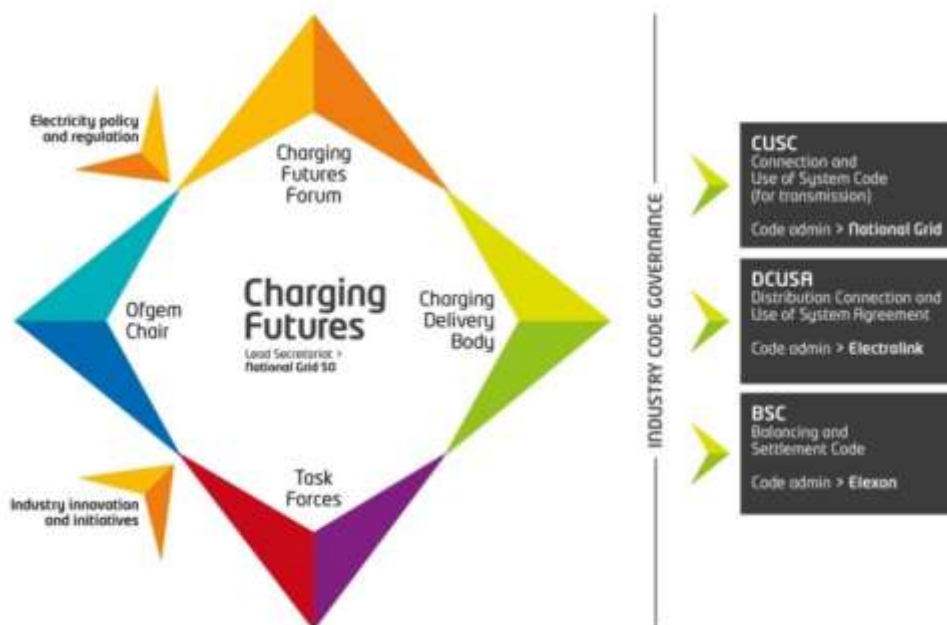 Electricity policy
and regulation
Charging
Futures
Forum
Ofgem
Chair
Charging
Futures
Lead Secretariat >
National Grid SO
Charging
Delivery
Body
Task
Forces
Industry innovation
and initiatives
INDUSTRY CODE GOVERNANCE
CUSC
Connection and
Use of System Code
(for transmission)
Code admin > National Grid
DCUSA
Distribution Connection and
Use of System Agreement
Code admin > Electralink
BSC
Balancing and
Settlement Code
Code admin > Elexon